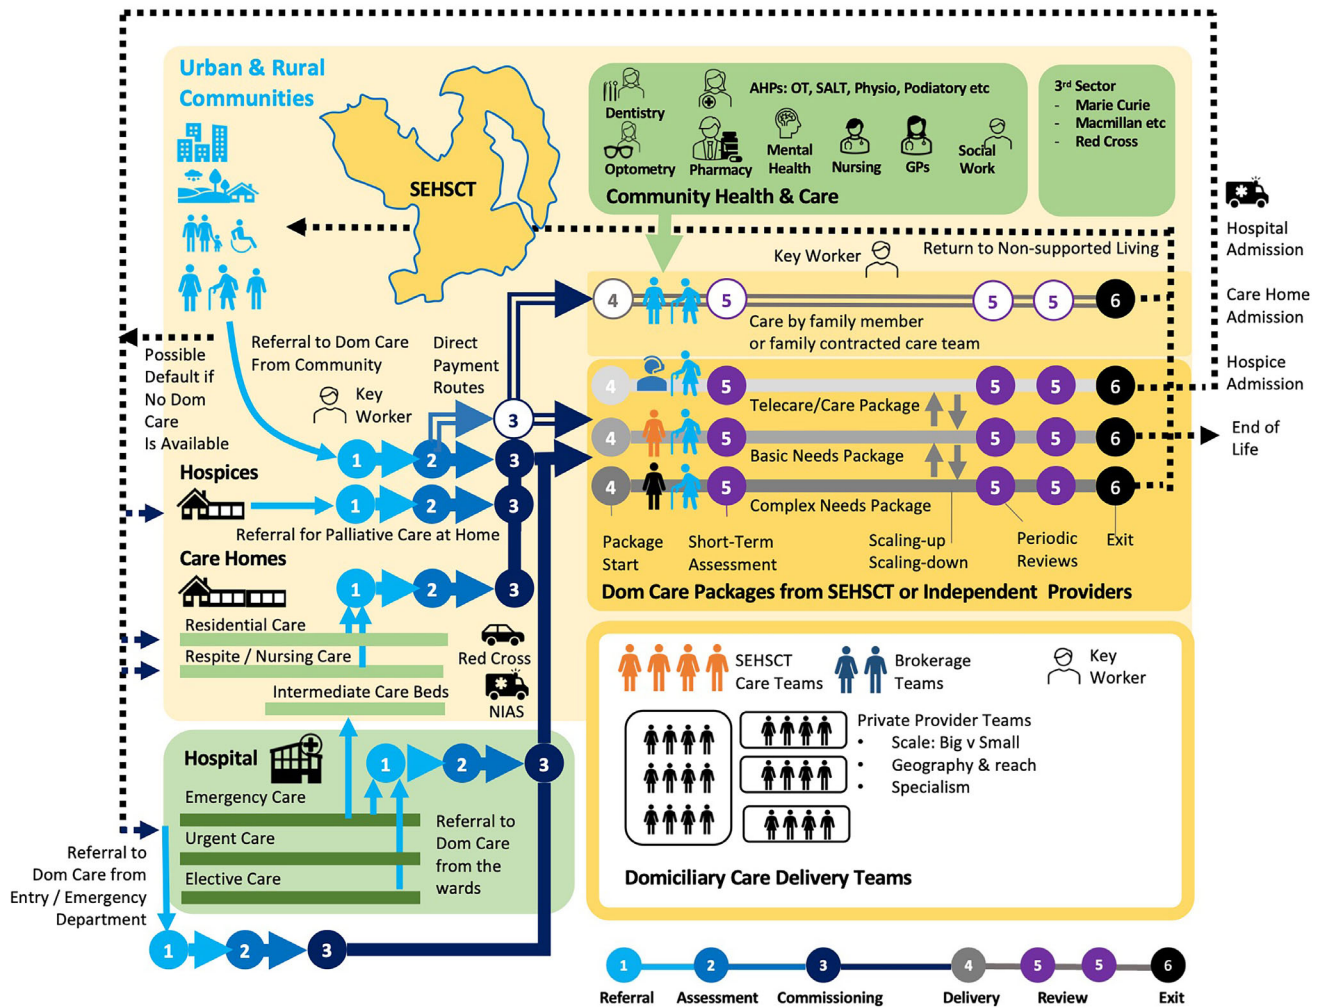 Urban & Rural
Communities
SEHSCT
Dentistry
AHPs: OT, SALT, Physio, Podiatory etc
Optometry
Pharmacy
Mental
Health
Nursing
GPs
Social
Work
Community Health & Care
3rd Sector
- Marie Curie
- Macmillan etc
- Red Cross
Hospital
Admission
Care Home
Admission
Hospice
Admission
End of
Life
Key Worker
Return to Non-supported Living
4
5
5
5
6
Care by family member
or family contracted care team
4
5
5
5
6
Telecare/Care Package
4
5
5
5
6
Basic Needs Package
4
5
5
5
6
Complex Needs Package
Package
Start
Short-Term
Assessment
Scaling-up
Scaling-down
Periodic
Reviews
Exit
Dom Care Packages from SEHSCT or Independent Providers
Possible
Default if
No Dom
Care
Is Available
Referral to Dom Care
From Community
Key
Worker
Direct
Payment
Routes
3
1
2
3
Hospices
1
2
3
Referral for Palliative Care at Home
Care Homes
1
2
3
Residential Care
Respite / Nursing Care
Red Cross
Intermediate Care Beds
NIAS
Hospital
1
2
3
Emergency Care
Urgent Care
Elective Care
Referral to
Dom Care
from the
wards
Referral to
Dom Care from
Entry / Emergency
Department
1
2
3
SEHSCT
Care Teams
Brokerage
Teams
Key
Worker
Private Provider Teams
• Scale: Big v Small
• Geography & reach
• Specialism
Domiciliary Care Delivery Teams
1
2
3
4
5
5
6
Referral
Assessment
Commissioning
Delivery
Review
Exit